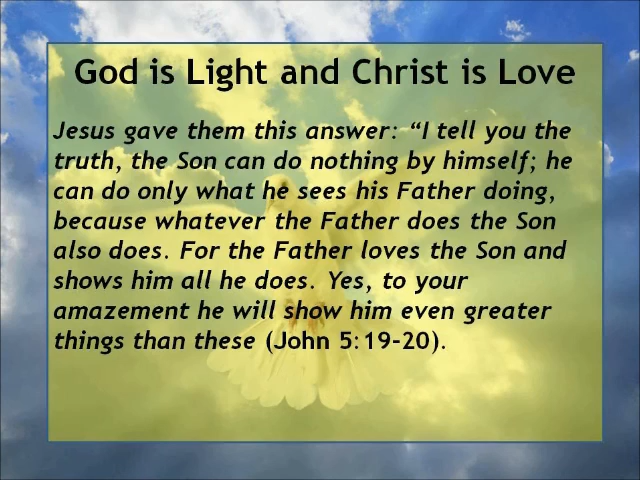 God is Light and Christ is Love
Jesus gave them this answer: “I tell you the
truth, the Son can do nothing by himself; he
can do only what he sees his Father doing,
because whatever the Father does the Son
also does. For the Father loves the Son and
shows him all he does. Yes, to your
amazement he will show him even greater
things than these (John 5:19-20).